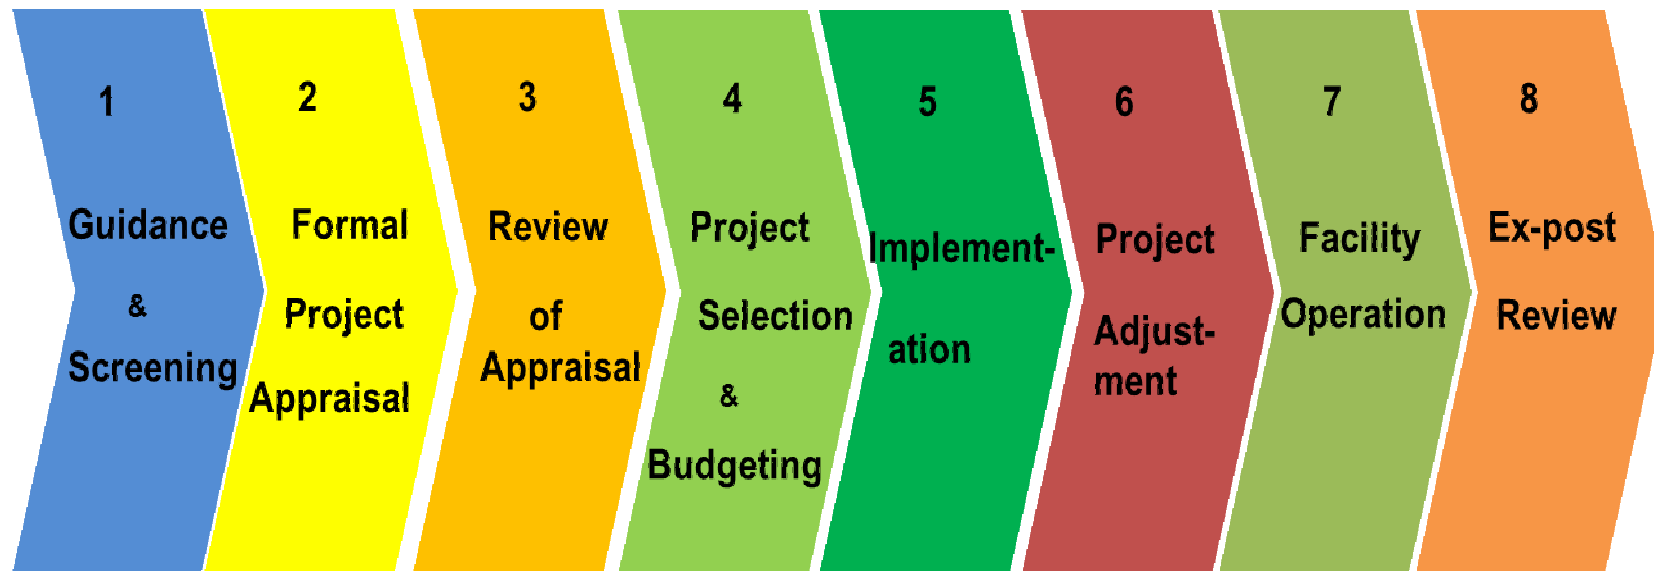 1
Guidance
&
Screening
2
Formal
Project
Appraisal
3
Review
of
Appraisal
4
Project
Selection
&
Budgeting
5
Implement-
ation
6
Project
Adjust-
ment
7
Facility
Operation
8
Ex-post
Review